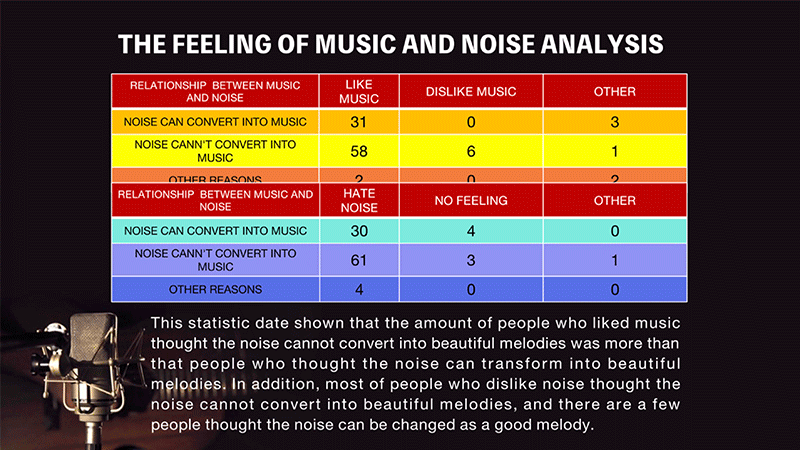 THE FEELING OF MUSIC AND NOISE ANALYSIS
RELATIONSHIP BETWEEN MUSIC AND NOISE LIKE MUSIC DISLIKE MUSIC OTHER
NOISE CAN CONVERT INTO MUSIC 31 0 3
NOISE CANN'T CONVERT INTO MUSIC 58 6 1
OTHER REASONS 2 0 2
RELATIONSHIP BETWEEN MUSIC AND NOISE HATE NOISE NO FEELING OTHER
NOISE CAN CONVERT INTO MUSIC 30 4 0
NOISE CANN'T CONVERT INTO MUSIC 61 3 1
OTHER REASONS 4 0 0
This statistic date shown that the amount of people who liked music
thought the noise cannot convert into beautiful melodies was more than
that people who thought the noise can transform into beautiful
melodies. In addition, most of people who dislike noise thought the
noise cannot convert into beautiful melodies, and there are a few
people thought the noise can be changed as a good melody.